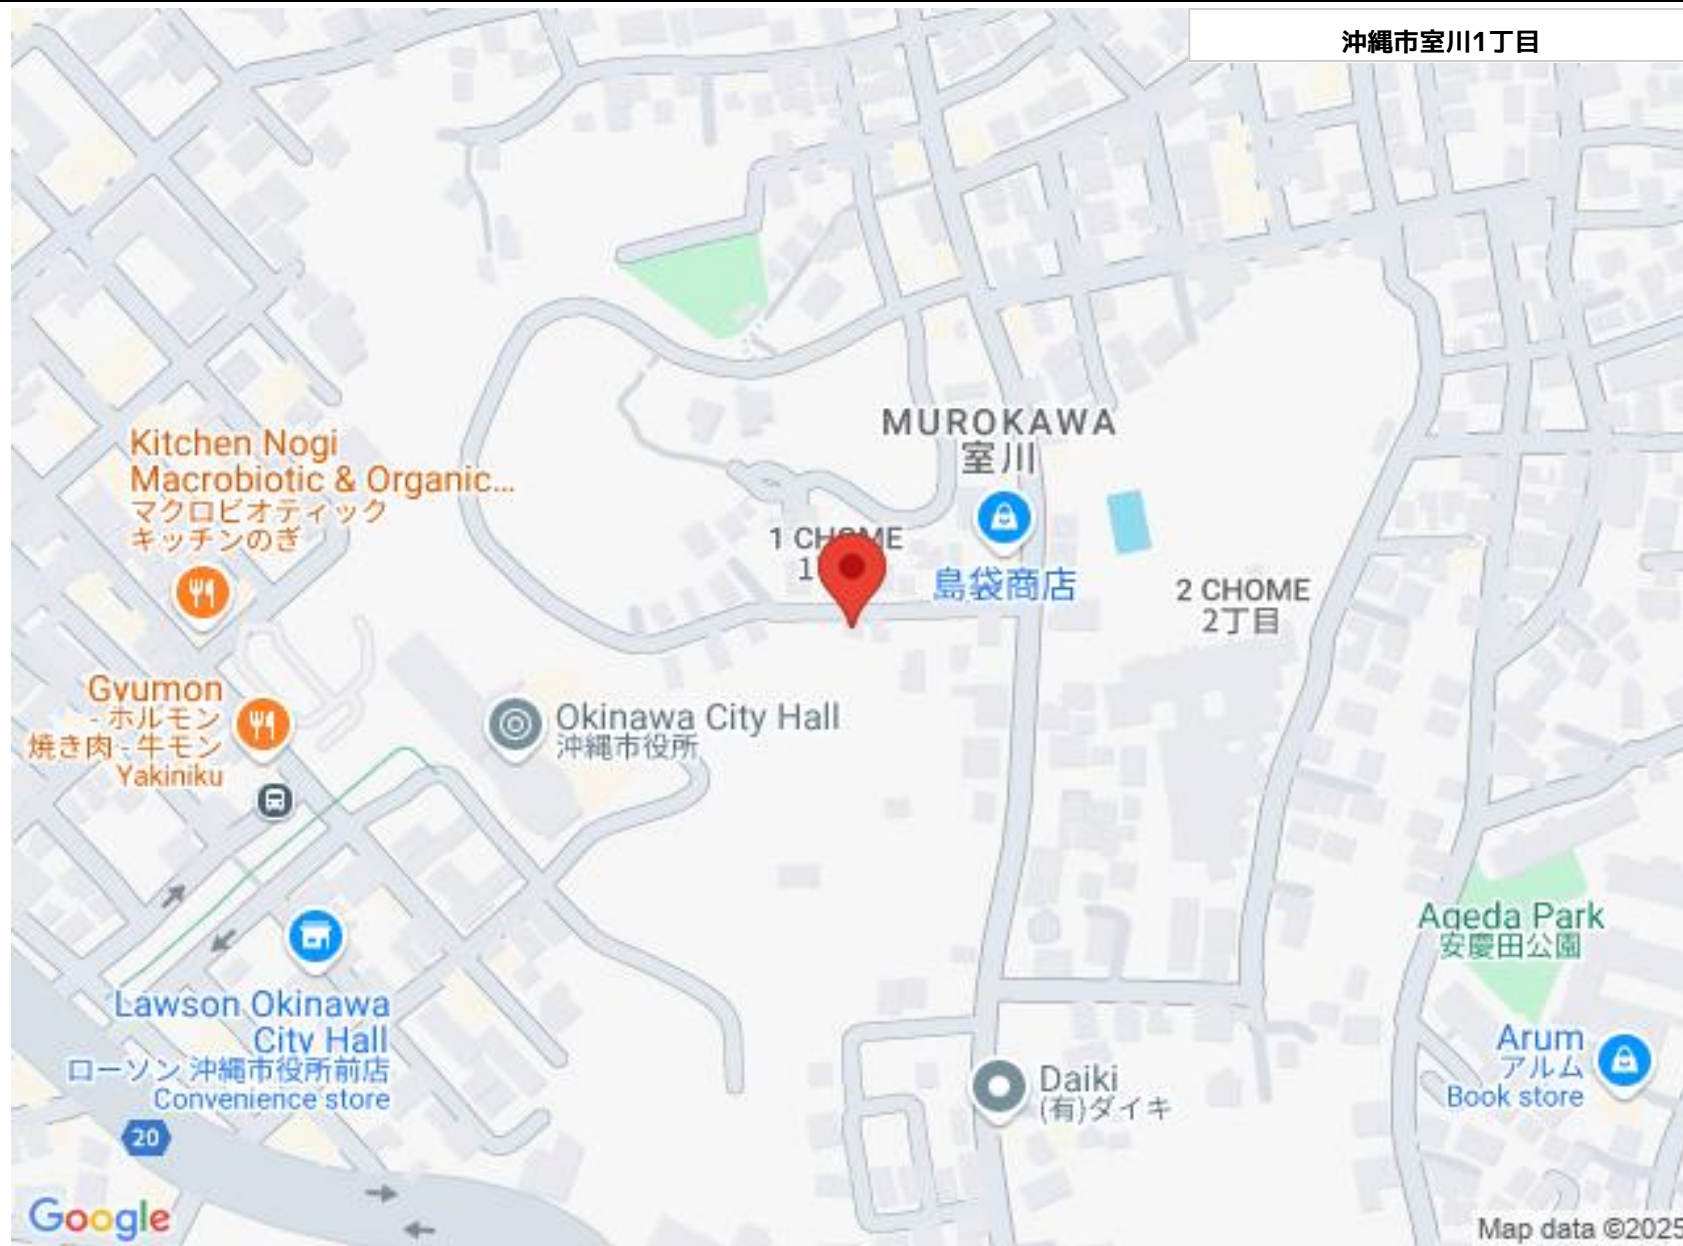 沖縄市室川1丁目
MUROKAWA
室川
Kitchen Nogi
Macrobiotic & Organic...
マクロビオティック
キッチンのぎ
1 CHOME
1
島袋商店
2 CHOME
2丁目
Gyumon
- ホルモン
焼き肉 - 牛モン
Yakiniku
Okinawa City Hall
沖縄市役所
Lawson Okinawa
City Hall
ローソン 沖縄市役所前店
Convenience store
20
Ageda Park
安慶田公園
Daiki
(有)ダイキ
Arum
アルム
Book store
Google
Map data ©2025